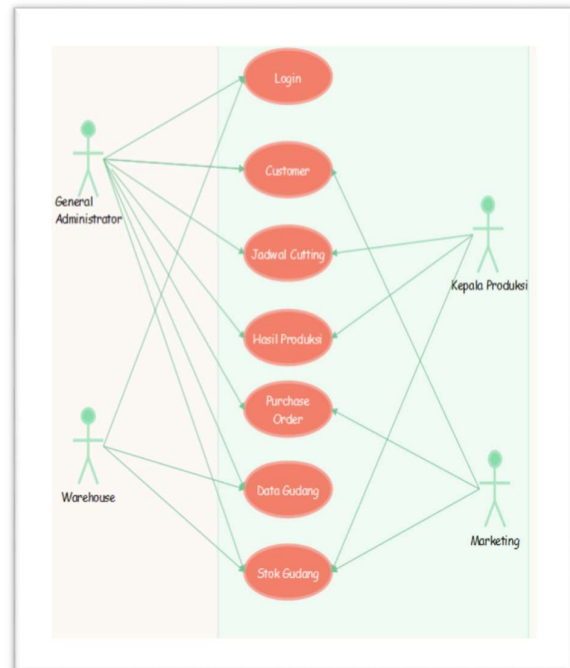 Login
Customer
General
Administrator
Jadwal Cutting
Kepala Produksi
Hasil Produksi
Purchase
Order
Warehouse
Data Gudang
Marketing
Stok Gudang